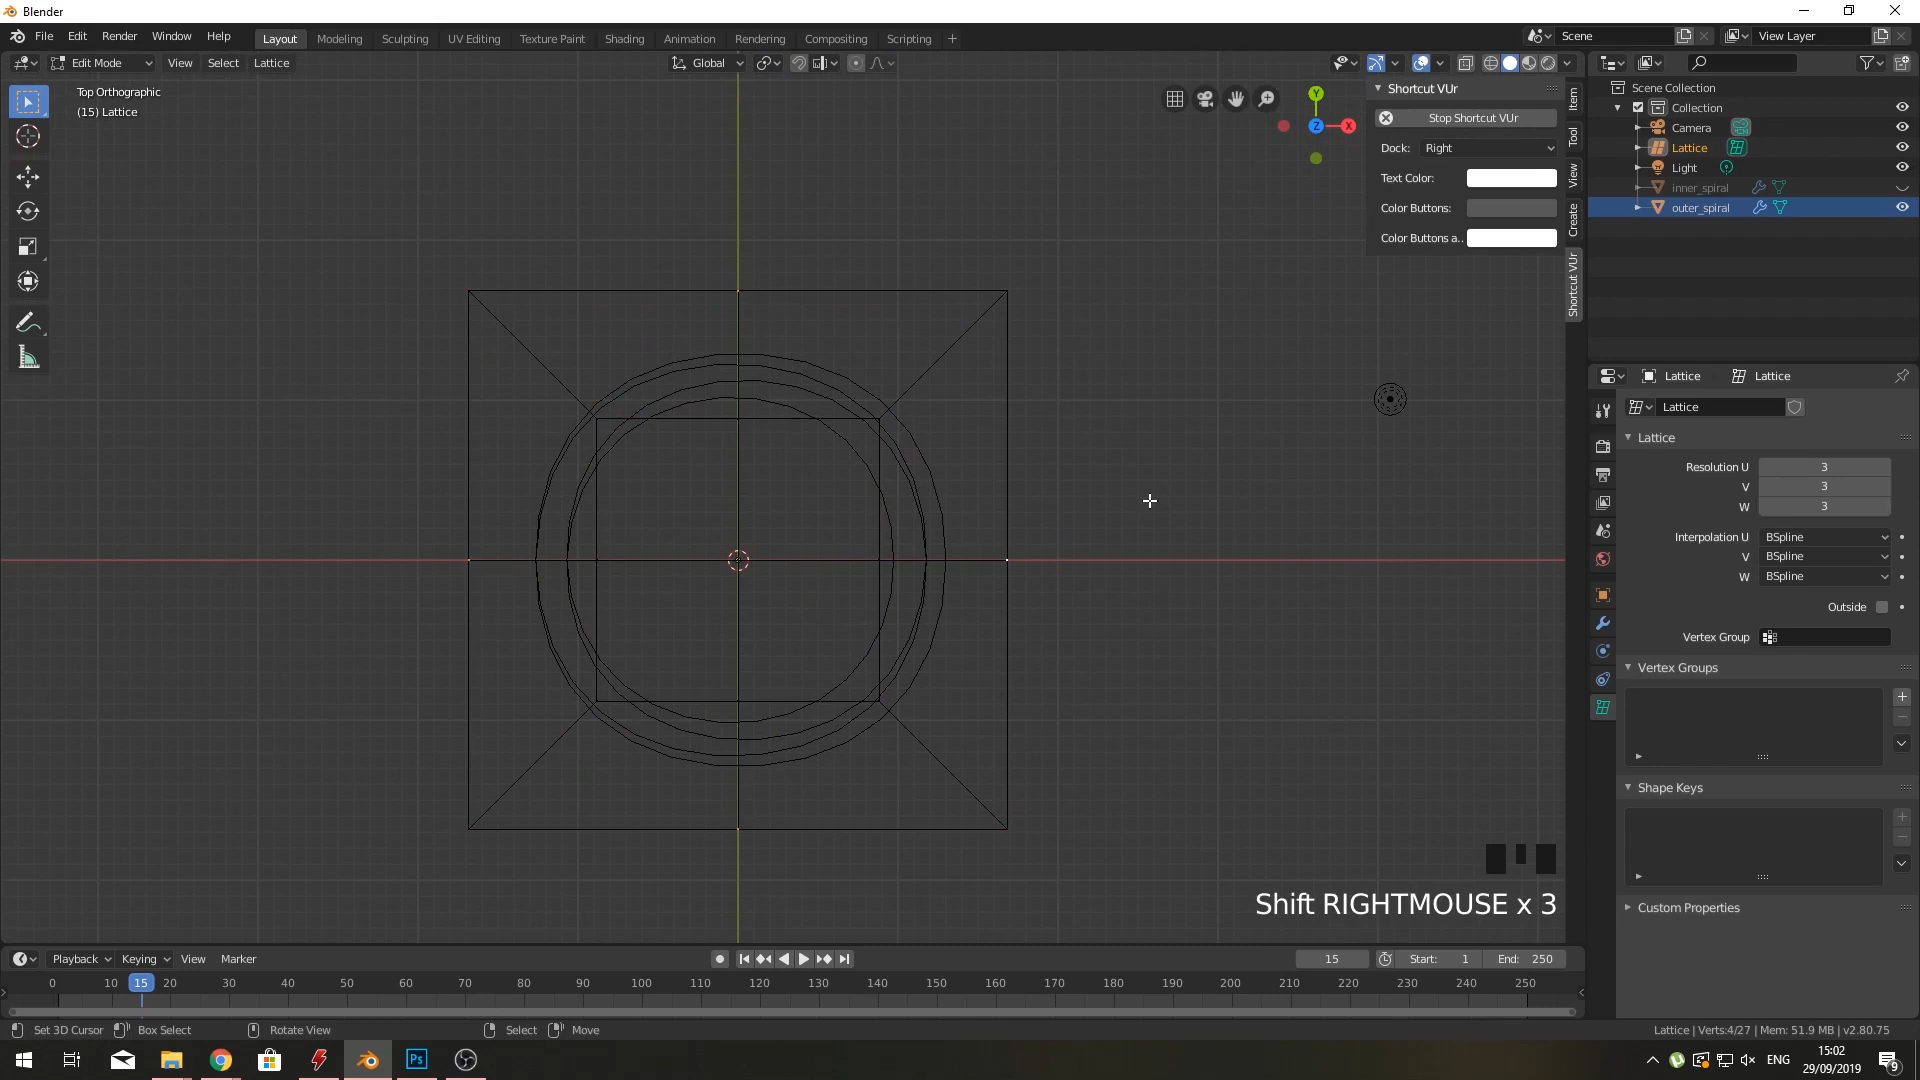 Blender
File Edit Render Window Help
Layout Modeling Sculpting UV Editing Texture Paint Shading Animation Rendering Compositing Scripting +
Scene
View Layer
Edit Mode View Select Lattice
Global
Top Orthographic
(15) Lattice
Y
Z
X
Shortcut VUr
Stop Shortcut VUr
Dock: Right
Text Color:
Color Buttons:
Color Buttons a..
Item
Tool
View
Create
Shortcut VUr
Scene Collection
Collection
Camera
Lattice
Light
inner_spiral
outer_spiral
Lattice Lattice
Lattice
Lattice
Resolution U 3
V 3
W 3
Interpolation U BSpline
V BSpline
W BSpline
Outside
Vertex Group
Vertex Groups
Shape Keys
Custom Properties
Shift RIGHTMOUSE x 3
Playback Keying View Marker
15
Start: 1
End: 250
0 10 15 20 30 40 50 60 70 80 90 100 110 120 130 140 150 160 170 180 190 200 210 220 230 240 250
Set 3D Cursor Box Select Rotate View Select Move
Lattice | Verts:4/27 | Mem: 51.9 MB | v2.80.75
Ps
ENG
15:02
29/09/2019
9